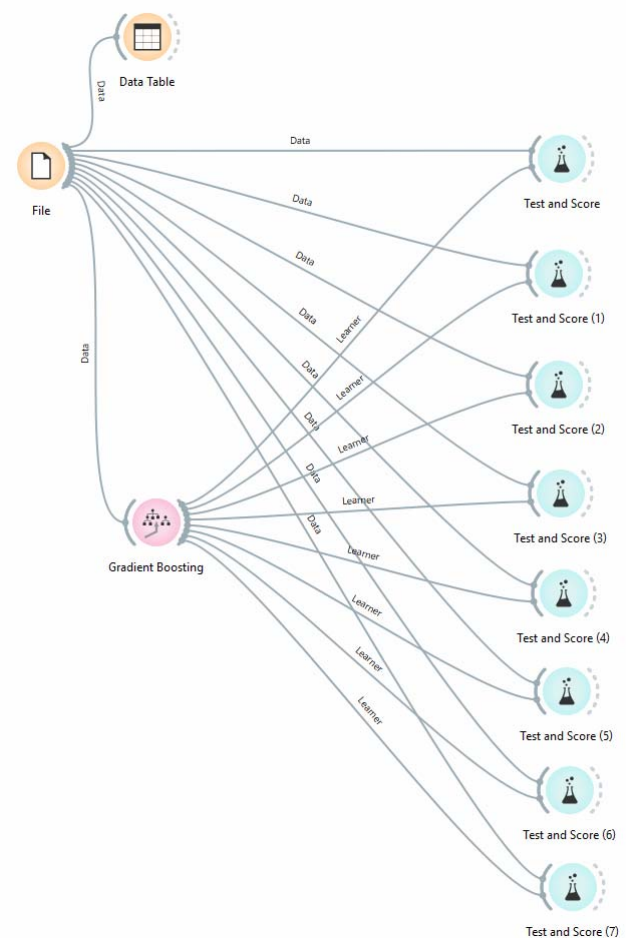 Data Table
Data
File
Data
Test and Score
Data
Test and Score (1)
Data
Test and Score (2)
Data
Test and Score (3)
Data
Test and Score (4)
Data
Test and Score (5)
Data
Test and Score (6)
Data
Test and Score (7)
Data
Gradient Boosting
Learner
Learner
Learner
Learner
Learner
Learner
Learner
Learner